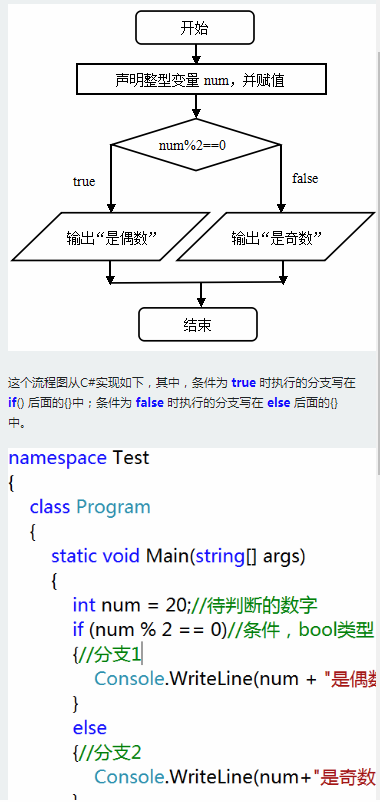 开始
声明整型变量 num，并赋值
num%2==0
true
false
输出“是偶数”
输出“是奇数”
结束
这个流程图从C#实现如下，其中，条件为 true 时执行的分支写在
if() 后面的{}中；条件为 false 时执行的分支写在 else 后面的{}
中。
namespace Test
{
class Program
{
static void Main(string[] args)
{
int num = 20;//待判断的数字
if (num % 2 == 0)//条件，bool类型
{//分支1
Console.WriteLine(num + "是偶数
}
else
{//分支2
Console.WriteLine(num+"是奇数
}